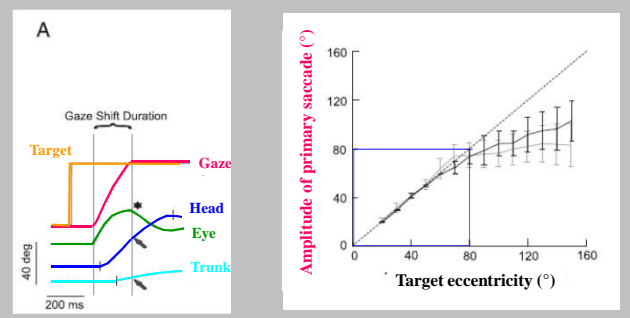 A
Gaze Shift Duration
Target
Gaze
Head
Eye
Trunk
40 deg
200 ms
Amplitude of primary saccade (°)
160
120
80
40
0
0 40 80 120 160
Target eccentricity (°)